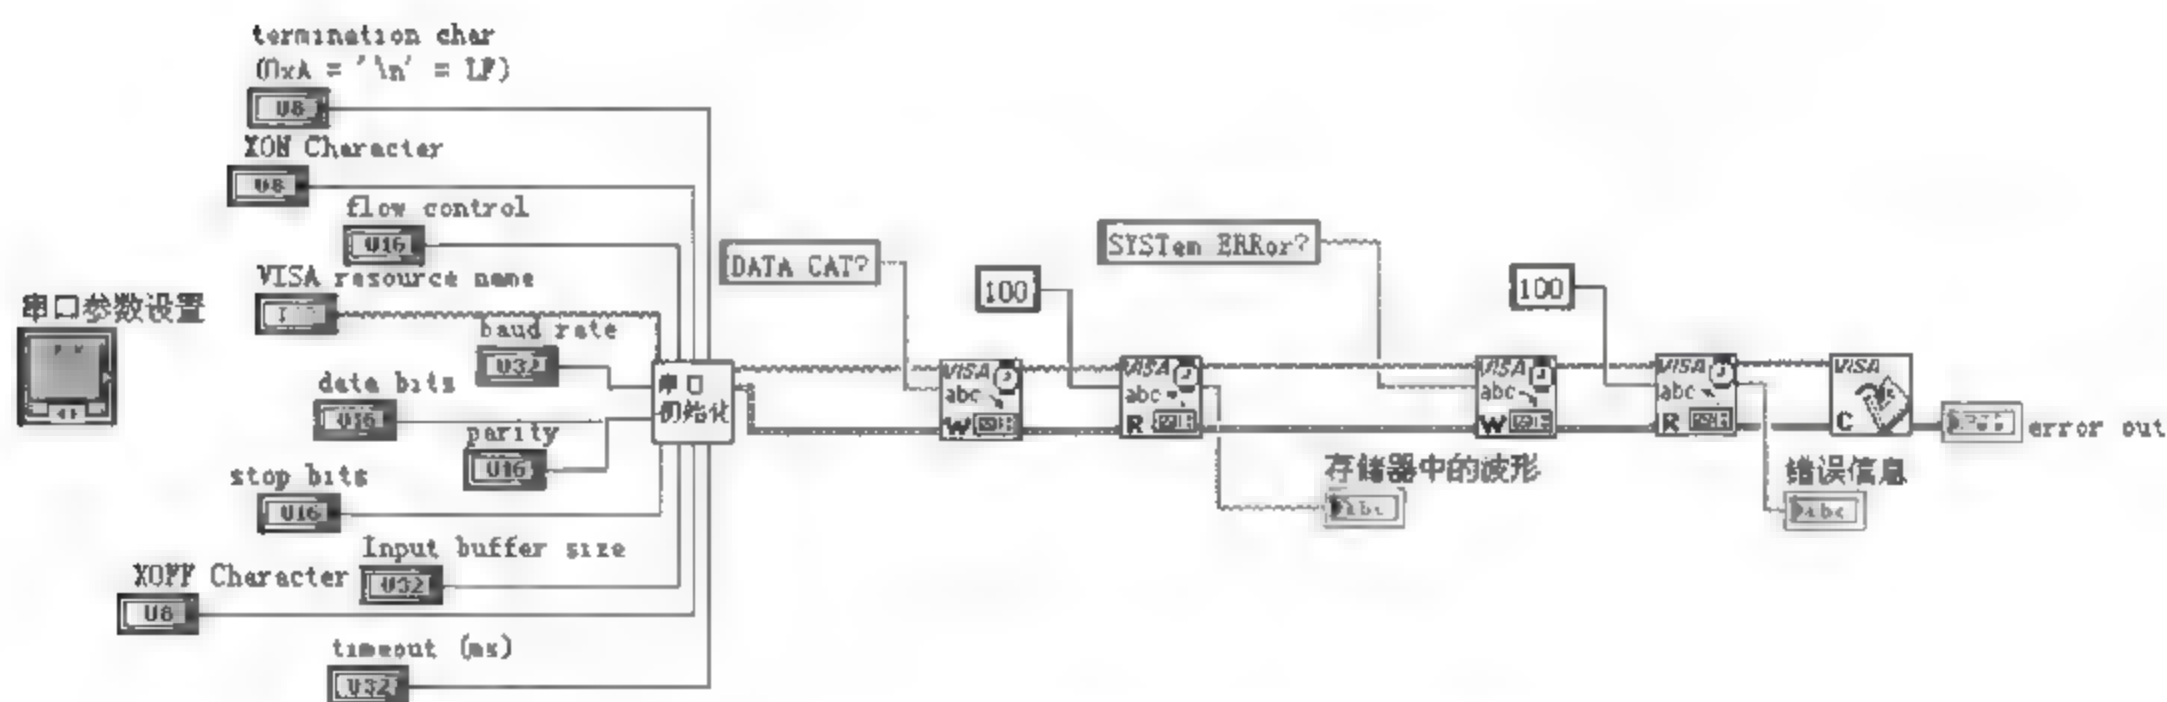 termination char
(0xA = '\n' = LF)
U8
XON Character
U8
flow control
U16
VISA resource name
串口参数设置
baud rate
U32
data bits
U16
parity
U16
stop bits
U16
Input buffer size
U32
XOFF Character
U8
timeout (ms)
U32
串口
初始化
DATA CAT?
VISA
abc
W
100
VISA
abc
R
存储器中的波形
abc
SYSTem ERRor?
VISA
abc
W
100
VISA
abc
R
错误信息
abc
VISA
C
error out